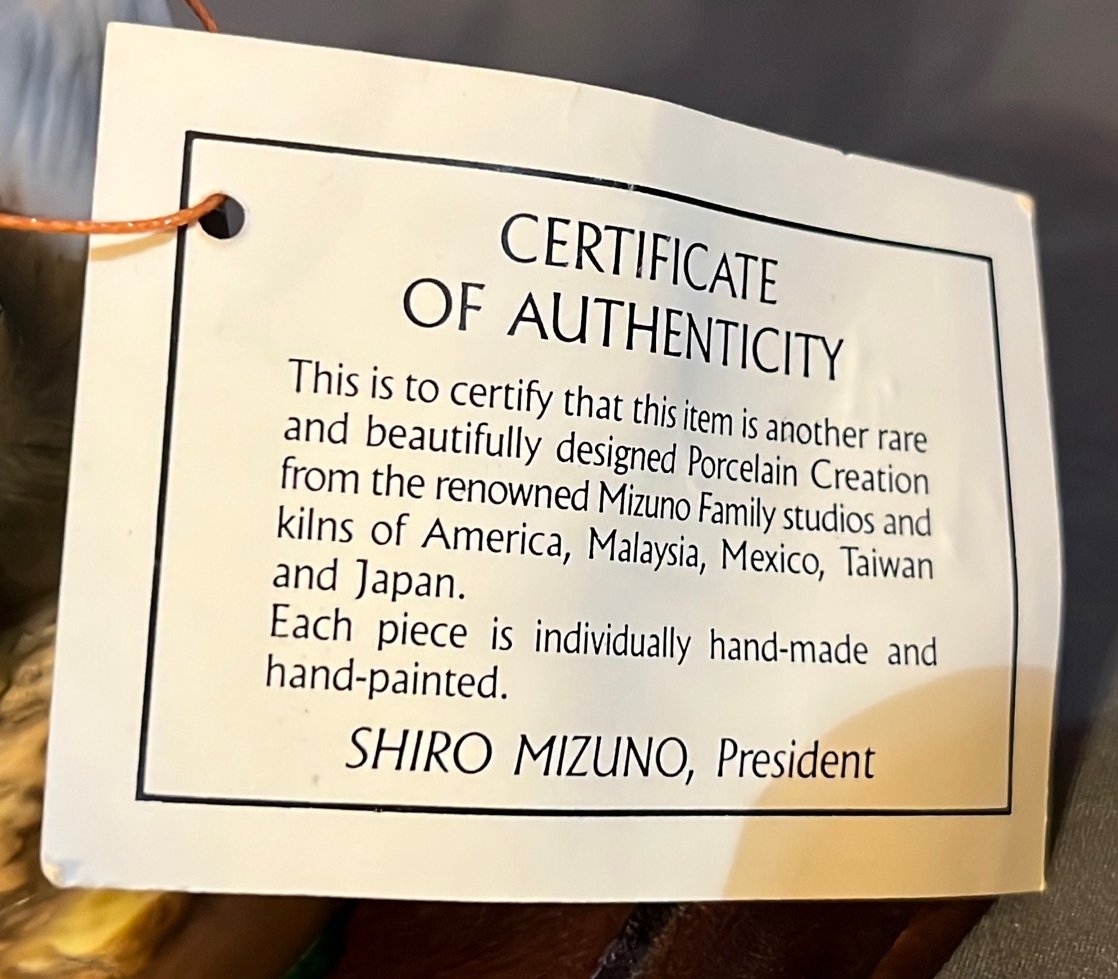 CERTIFICATE
OF AUTHENTICITY
This is to certify that this item is another rare
and beautifully designed Porcelain Creation
from the renowned Mizuno Family studios and
kilns of America, Malaysia, Mexico, Taiwan
and Japan.
Each piece is individually hand-made and
hand-painted.
SHIRO MIZUNO, President